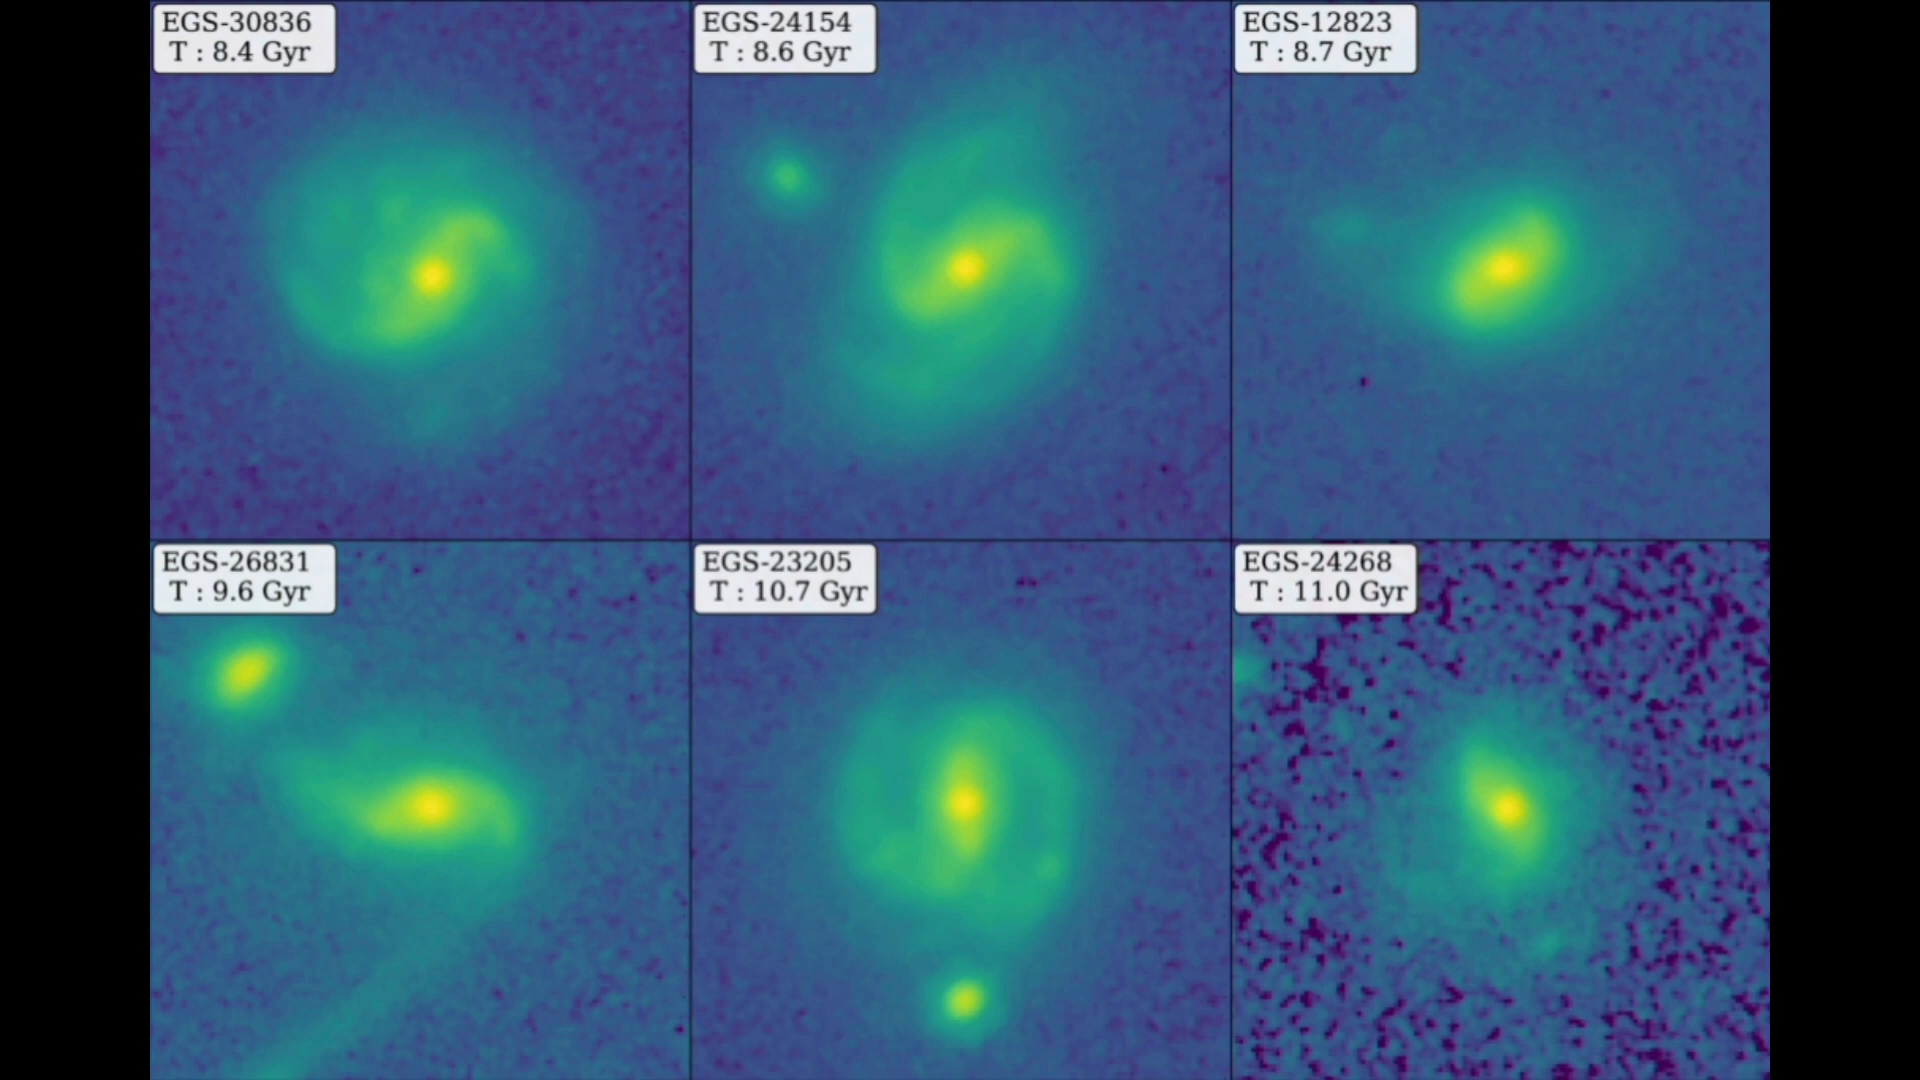 EGS-30836
T : 8.4 Gyr
EGS-24154
T : 8.6 Gyr
EGS-12823
T : 8.7 Gyr
EGS-26831
T : 9.6 Gyr
EGS-23205
T : 10.7 Gyr
EGS-24268
T : 11.0 Gyr